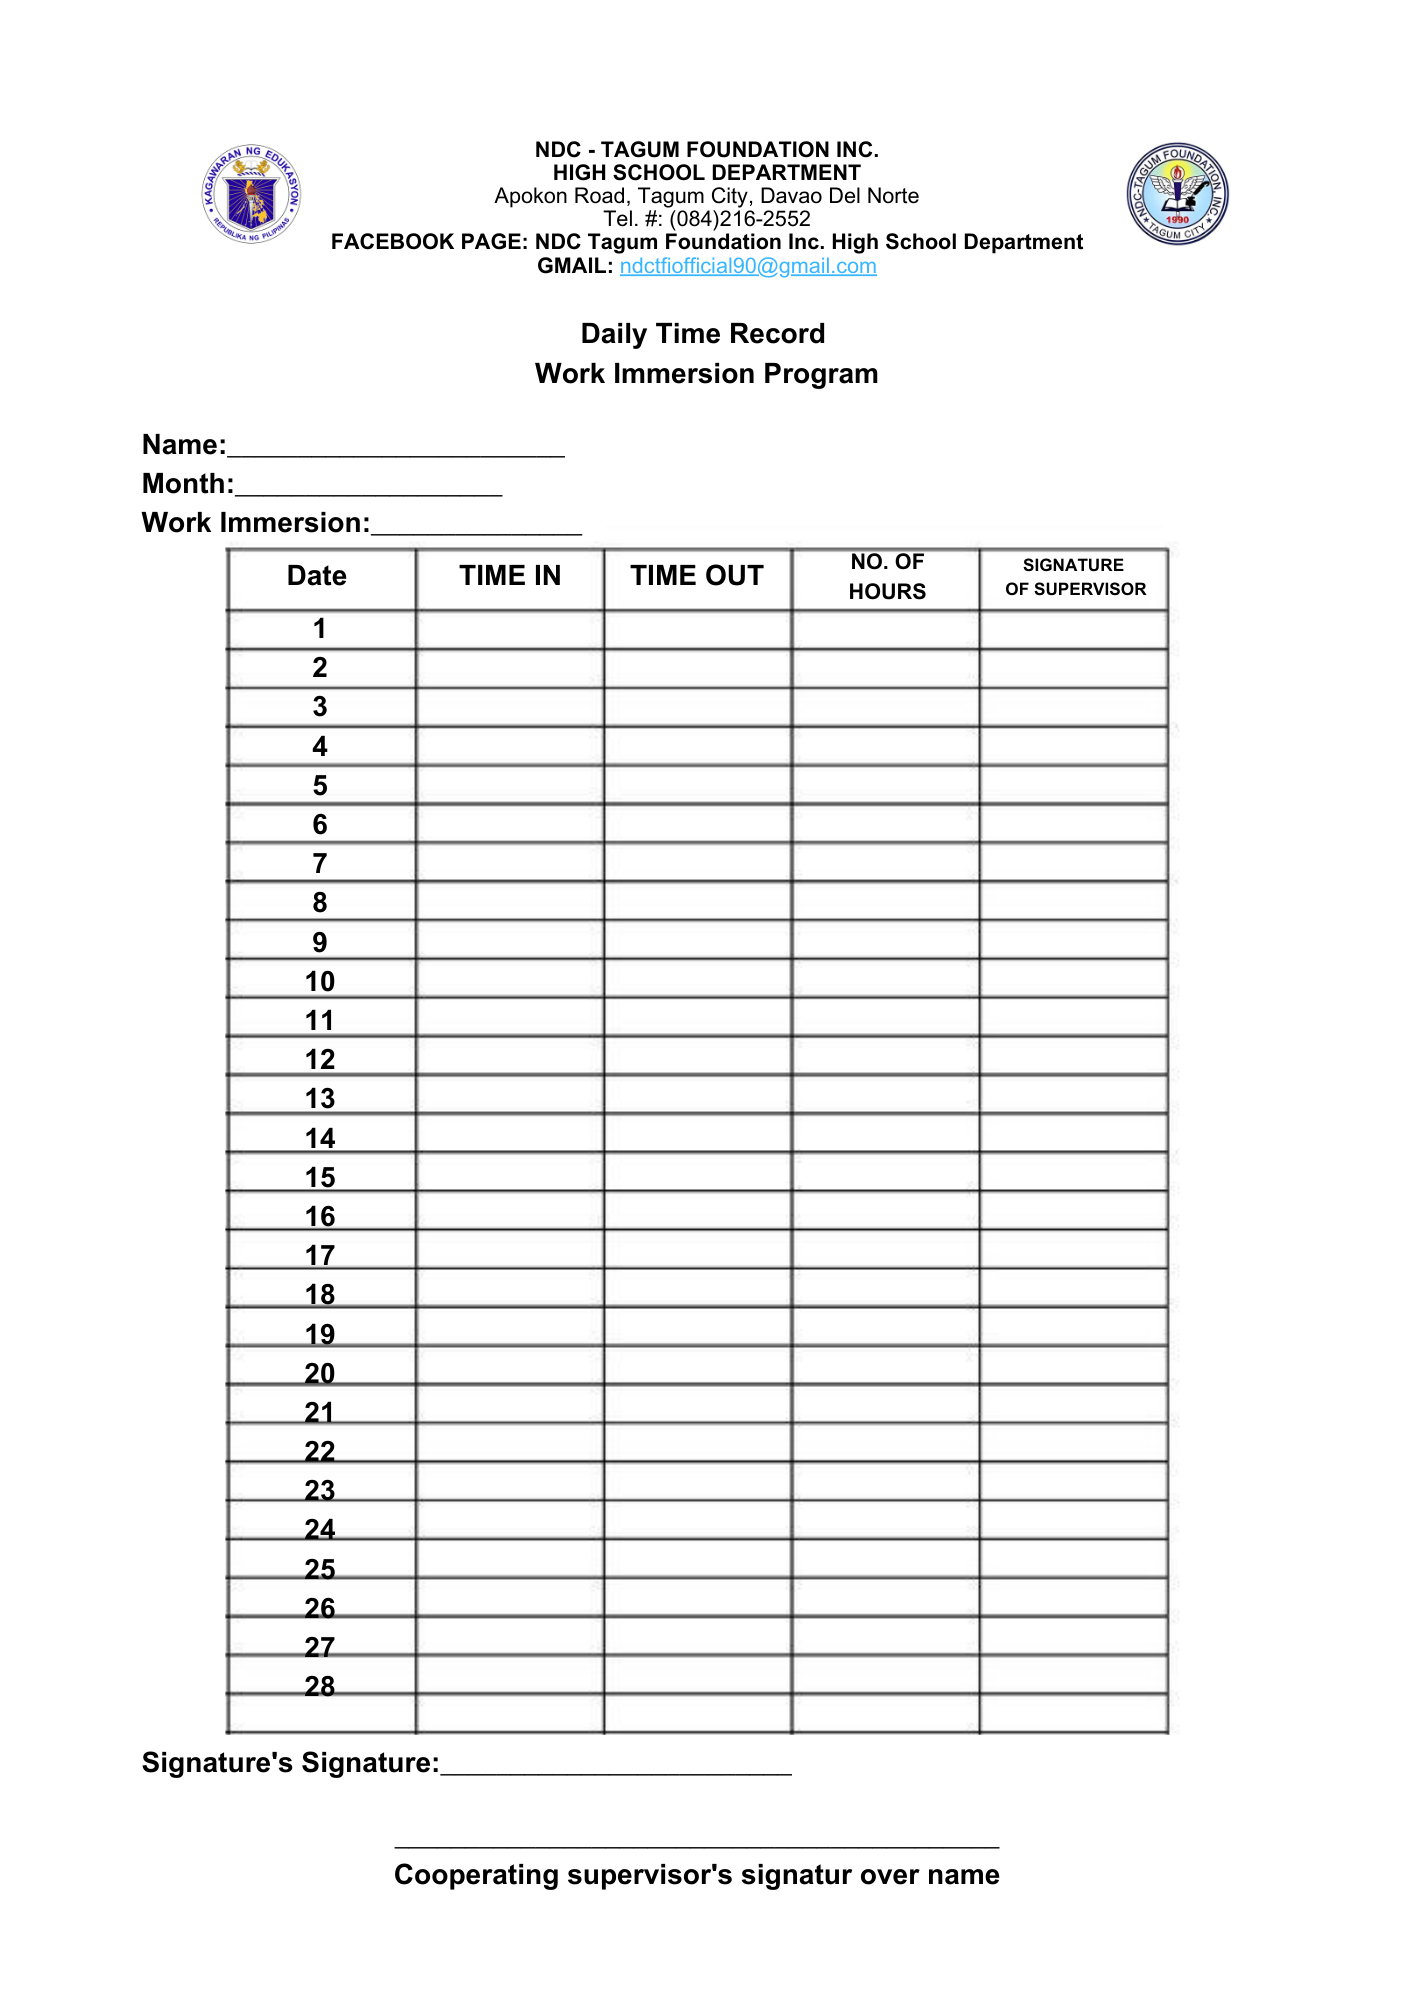 KAGAWARAN NG EDUKASYON
REPUBLIKA NG PILIPINAS
NDC - TAGUM FOUNDATION INC.
HIGH SCHOOL DEPARTMENT
Apokon Road, Tagum City, Davao Del Norte
Tel. #: (084)216-2552
FACEBOOK PAGE: NDC Tagum Foundation Inc. High School Department
GMAIL: ndctfiofficial90@gmail.com
NDC-TAGUM FOUNDATION, INC.
1990
TAGUM CITY
Daily Time Record
Work Immersion Program
Name:________________________
Month:___________________
Work Immersion:_______________
Date TIME IN TIME OUT NO. OF HOURS SIGNATURE OF SUPERVISOR
1
2
3
4
5
6
7
8
9
10
11
12
13
14
15
16
17
18
19
20
21
22
23
24
25
26
27
28
Signature's Signature:_________________________
___________________________________________
Cooperating supervisor's signatur over name